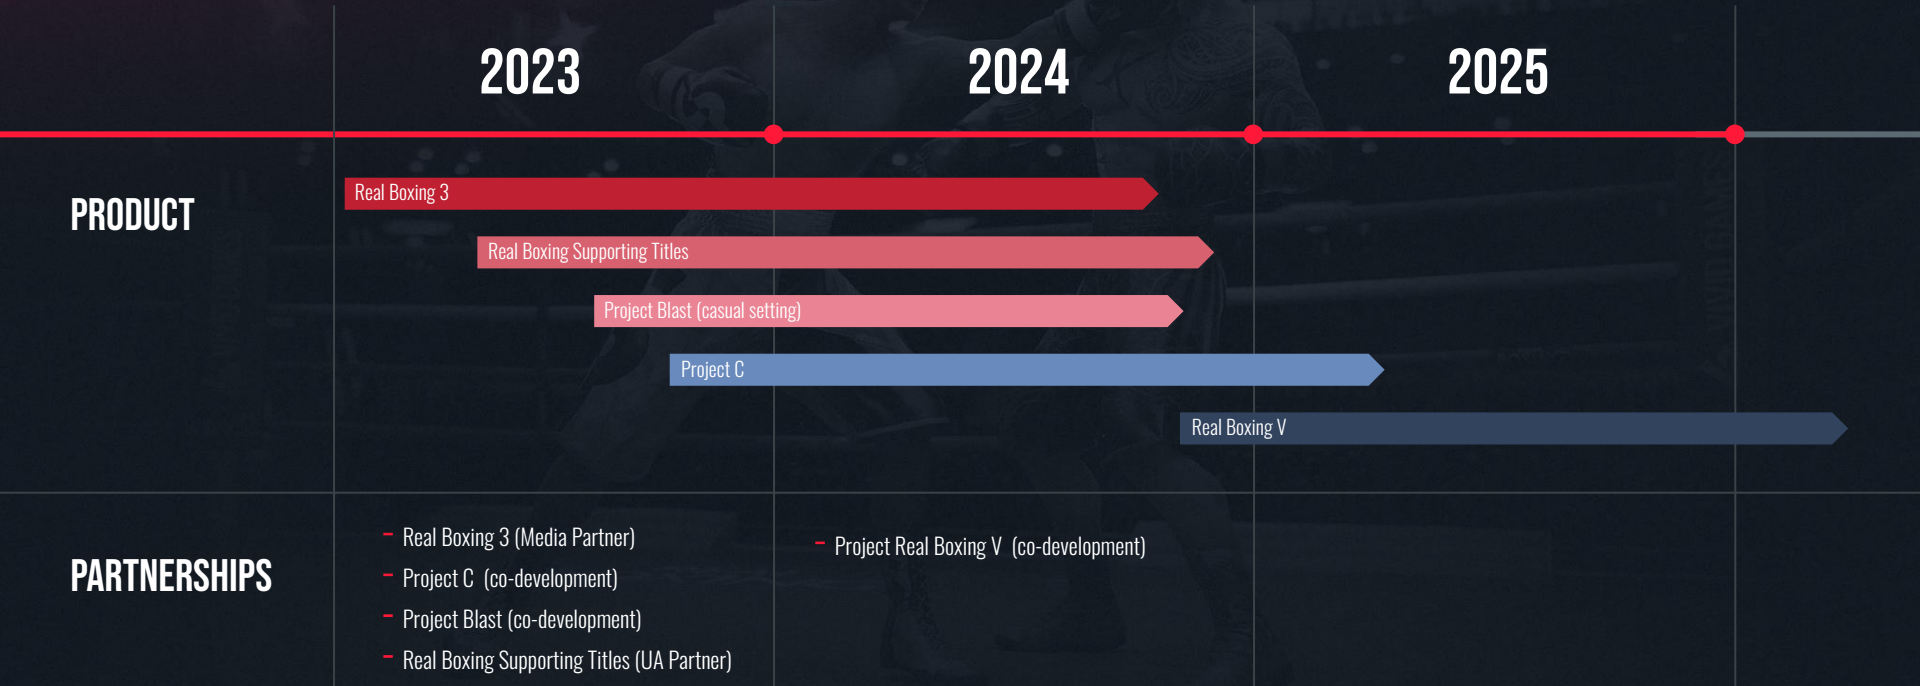 2023
2024
2025
PRODUCT
Real Boxing 3
Real Boxing Supporting Titles
Project Blast (casual setting)
Project C
Real Boxing V
PARTNERSHIPS
- Real Boxing 3 (Media Partner)
- Project C (co-development)
- Project Blast (co-development)
- Real Boxing Supporting Titles (UA Partner)
- Project Real Boxing V (co-development)